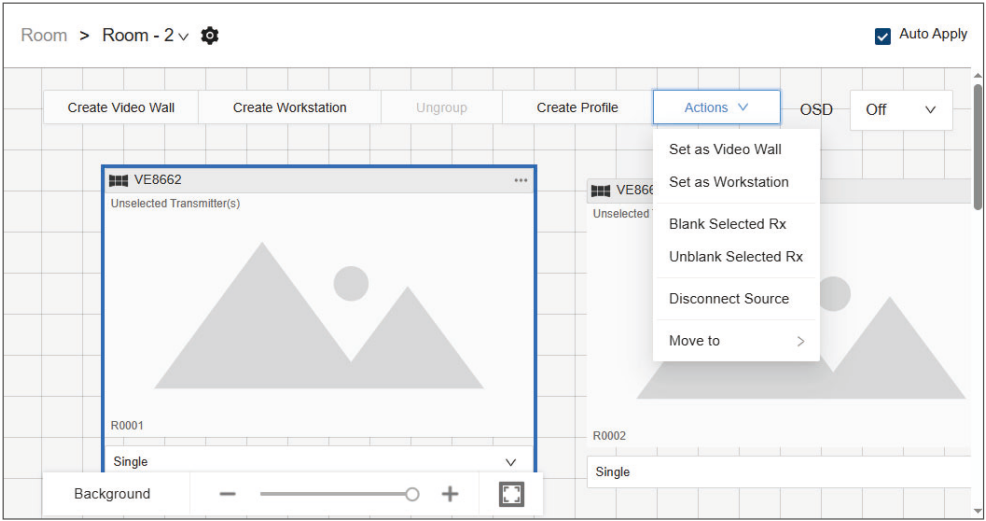 Room > Room - 2
Auto Apply
Create Video Wall Create Workstation Ungroup Create Profile Actions OSD Off
Set as Video Wall
Set as Workstation
Blank Selected Rx
Unblank Selected Rx
Disconnect Source
Move to >
VE8662
Unselected Transmitter(s)
R0001
Single
VE866
Unselected
R0002
Single
Background